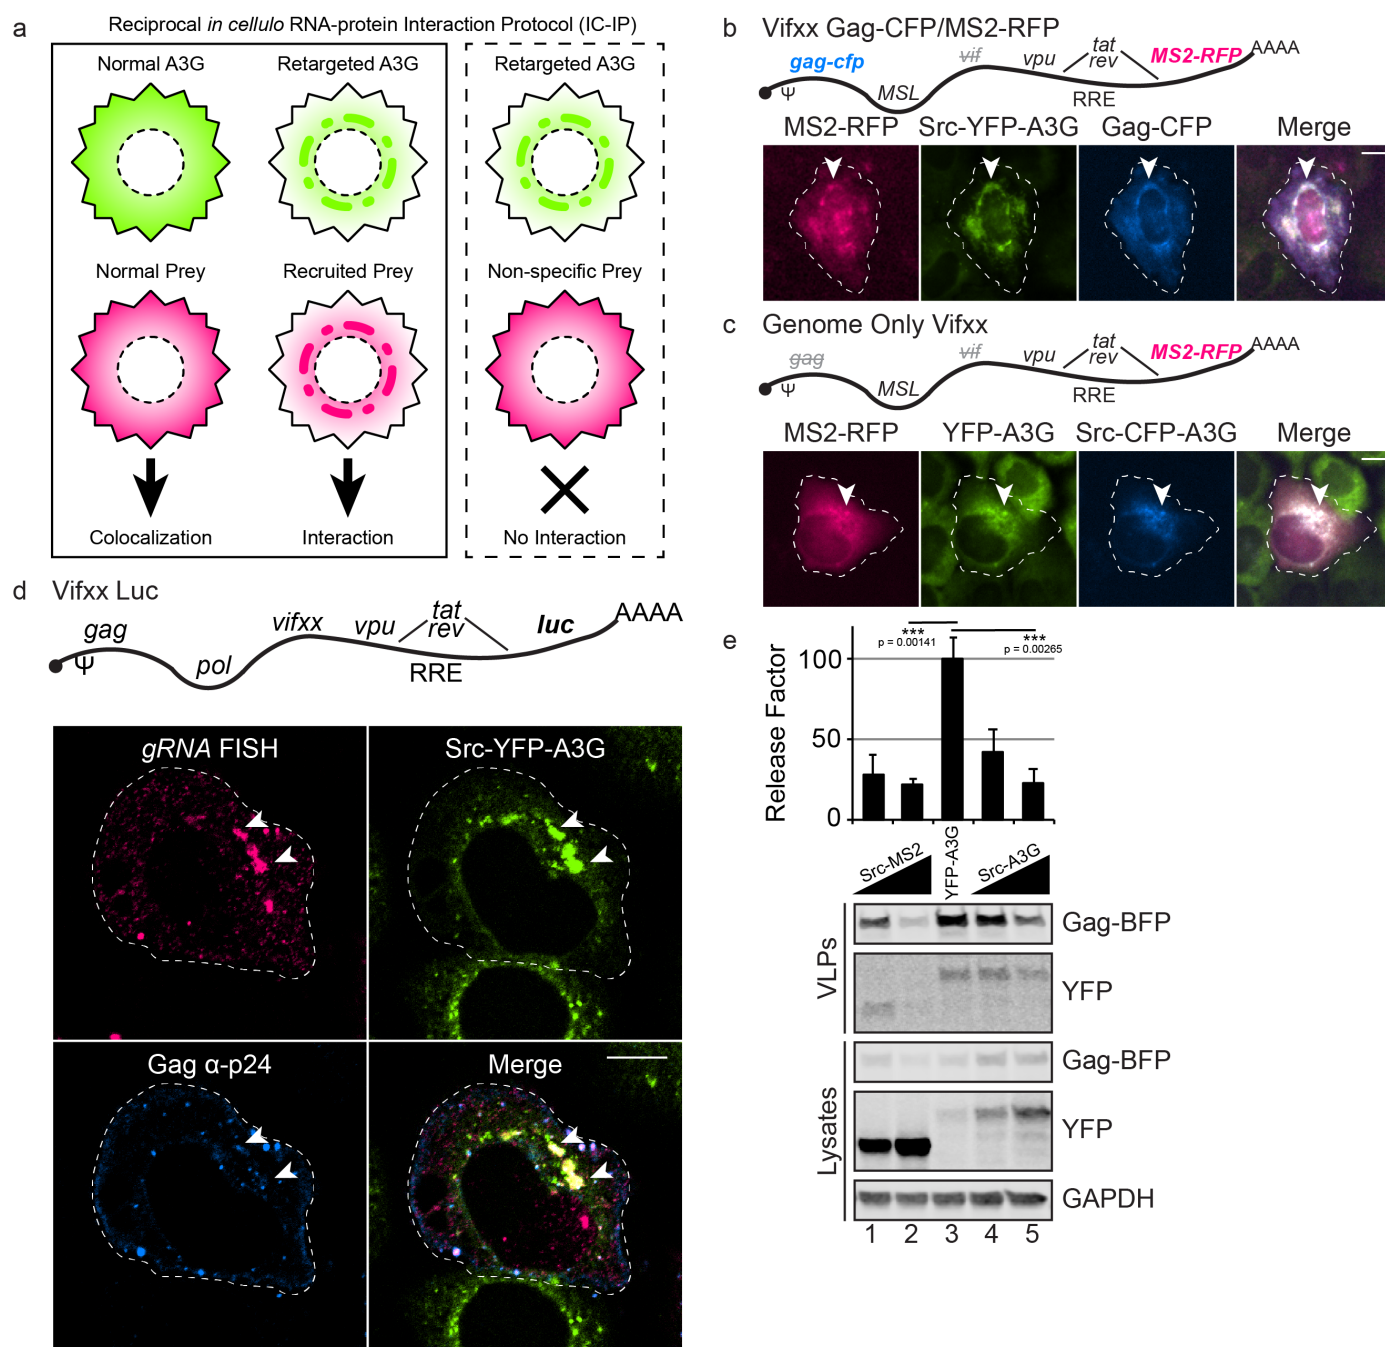 a
Reciprocal in cellulo RNA-protein Interaction Protocol (IC-IP)
Normal A3G
Retargeted A3G
Retargeted A3G
Normal Prey
Recruited Prey
Non-specific Prey
Colocalization
Interaction
No Interaction
b
Vifxx Gag-CFP/MS2-RFP
gag-cfp
Ψ
MSL
vif
vpu
tat
rev
RRE
MS2-RFP
AAAA
MS2-RFP
Src-YFP-A3G
Gag-CFP
Merge
c
Genome Only Vifxx
gag
Ψ
MSL
vif
vpu
tat
rev
RRE
MS2-RFP
AAAA
MS2-RFP
YFP-A3G
Src-CFP-A3G
Merge
d
Vifxx Luc
gag
Ψ
pol
vifxx
vpu
tat
rev
RRE
luc
AAAA
gRNA FISH
Src-YFP-A3G
Gag α-p24
Merge
e
Release Factor
100
50
0
***
p = 0.00141
***
p = 0.00265
Src-MS2
YFP-A3G
Src-A3G
VLPs
Gag-BFP
YFP
Lysates
Gag-BFP
YFP
GAPDH
1 2 3 4 5